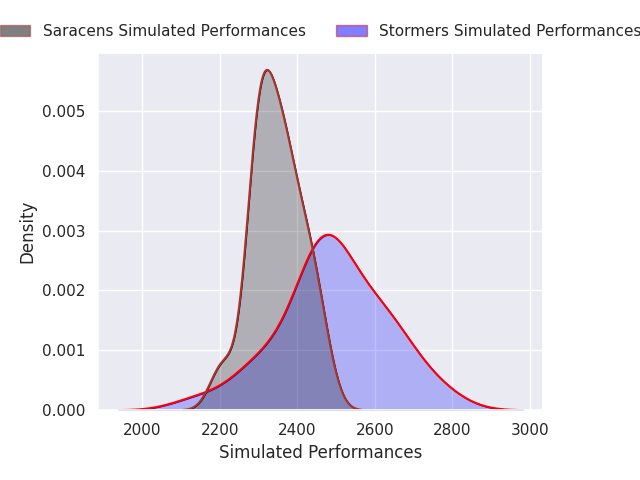 Saracens Simulated Performances Stormers Simulated Performances
0.005
0.004
0.003
0.002
0.001
0.000
Density
2000 2200 2400 2600 2800 3000
Simulated Performances